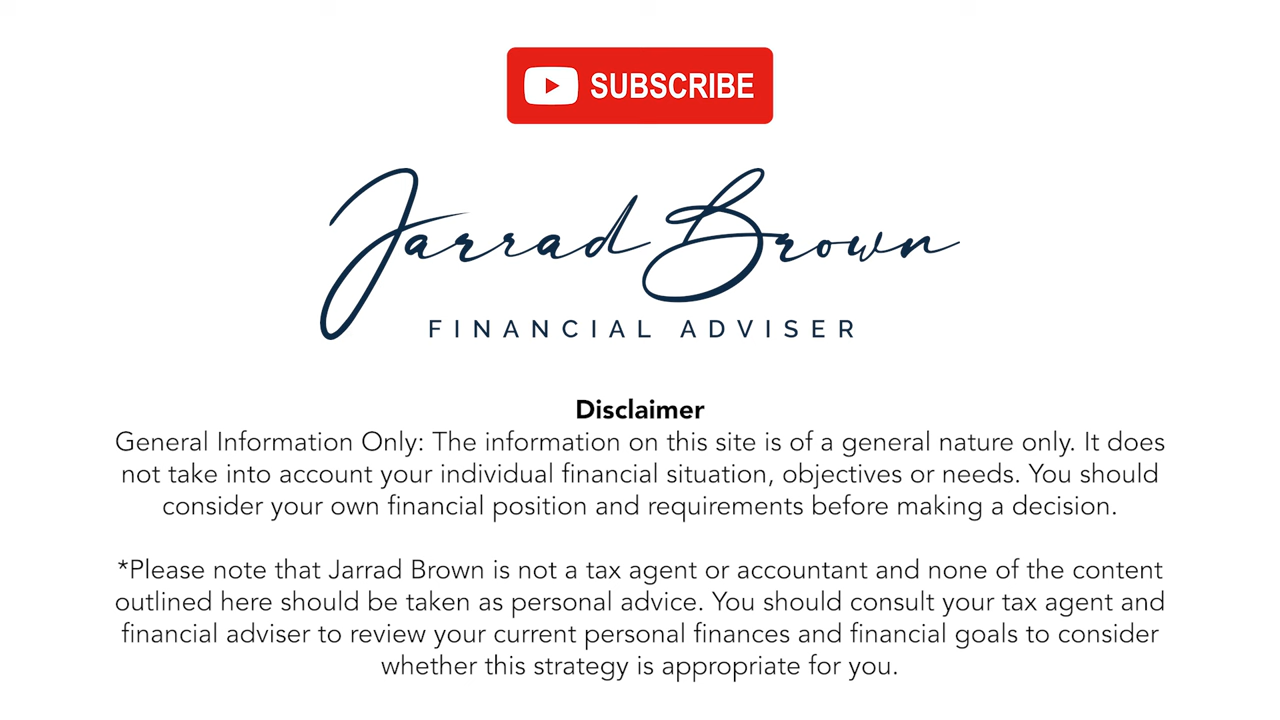 SUBSCRIBE
Jarrad Brown
FINANCIAL ADVISER
Disclaimer
General Information Only: The information on this site is of a general nature only. It does
not take into account your individual financial situation, objectives or needs. You should
consider your own financial position and requirements before making a decision.
*Please note that Jarrad Brown is not a tax agent or accountant and none of the content
outlined here should be taken as personal advice. You should consult your tax agent and
financial adviser to review your current personal finances and financial goals to consider
whether this strategy is appropriate for you.